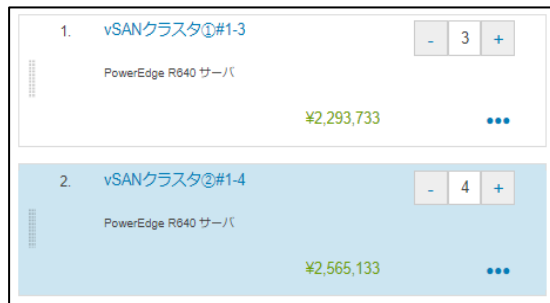 1. vSANクラスタ①#1-3 - 3 +
PowerEdge R640 サーバ
¥2,293,733
2. vSANクラスタ②#1-4 - 4 +
PowerEdge R640 サーバ
¥2,565,133